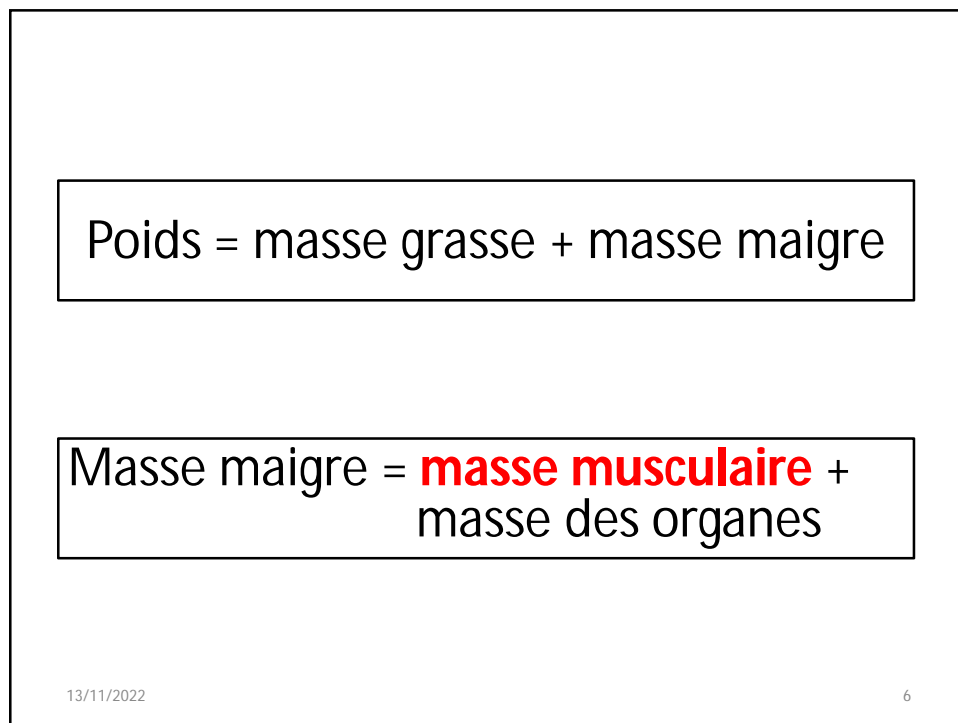 Poids = masse grasse + masse maigre
Masse maigre = masse musculaire +
masse des organes
13/11/2022 6